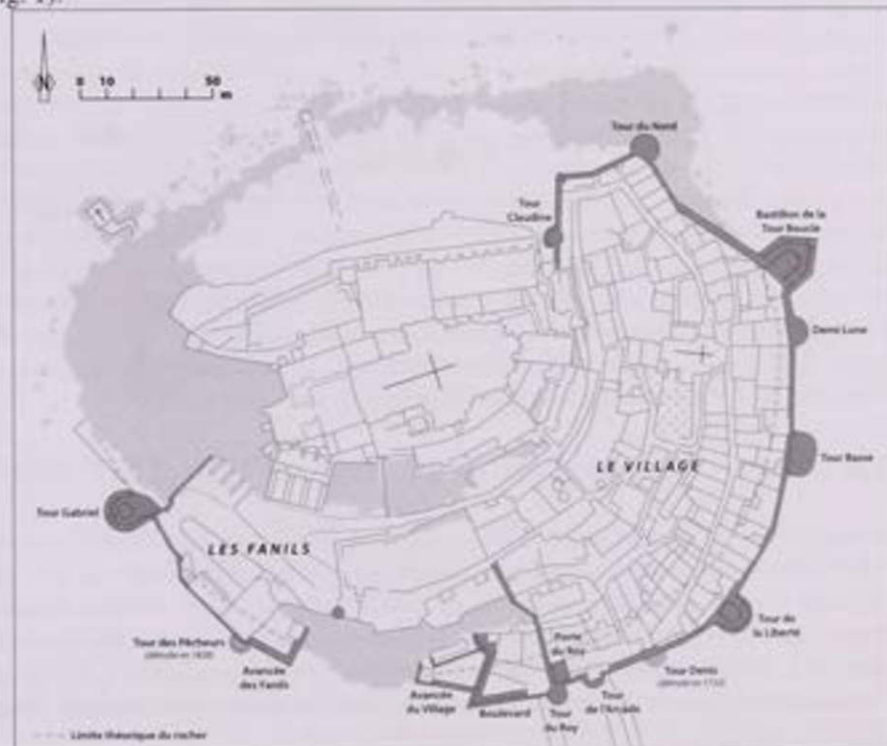 N
0 10 50
m
Tour du Nord
Tour
Claudine
Bastillon de la
Tour Boucle
Demi Lune
LE VILLAGE
Tour Basse
Tour Gabriel
LES FANILS
Tour de
la Liberté
Tour des Pêcheurs
Avancée
des Fanils
Porte
du Roy
Tour Denis
Avancée
du Village
Boulevard
Tour
du Roy
Tour
de l'Arcade
Limite théorique du rocher